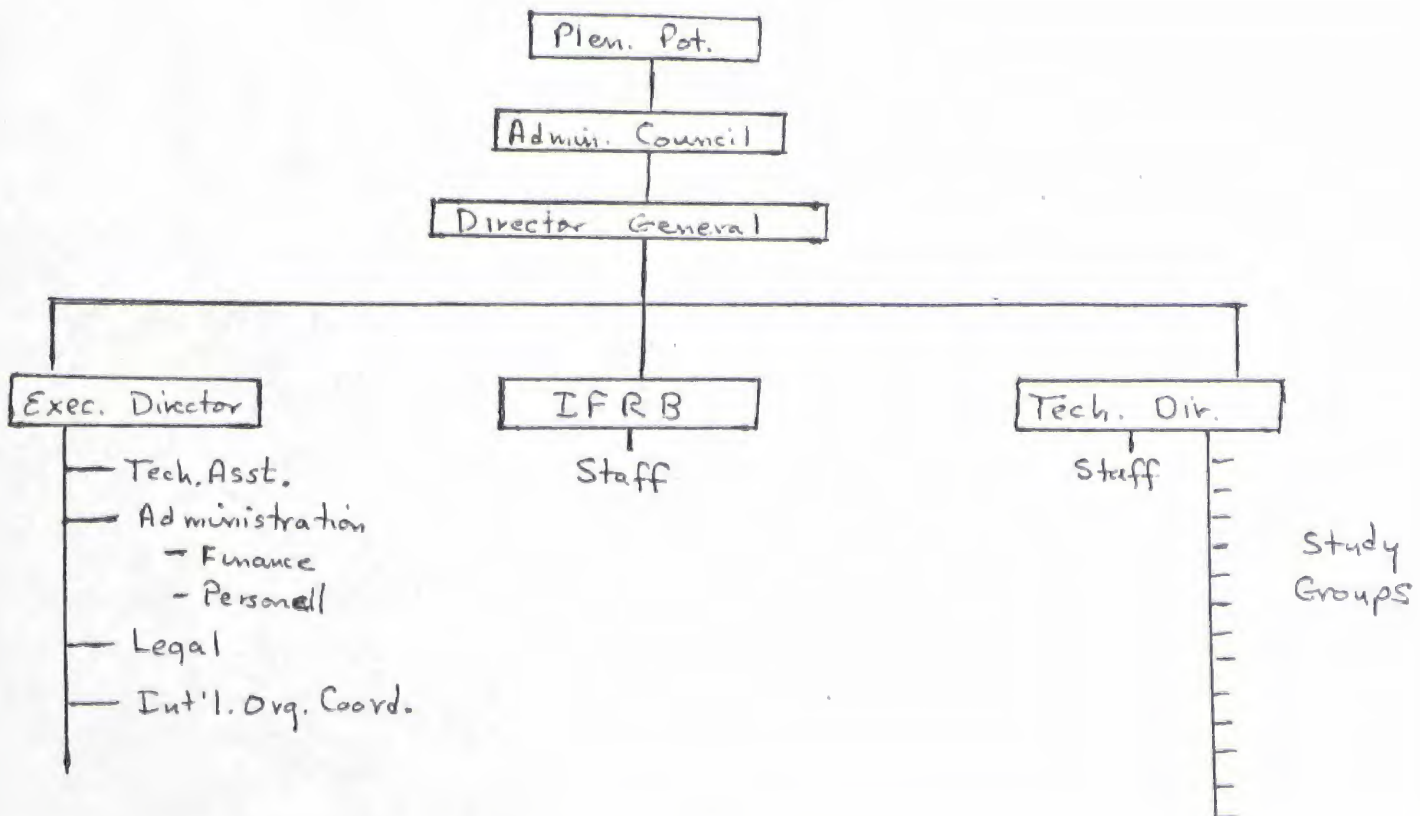 Plen. Pot.
Admin. Council
Director General
Exec. Director
IFRB
Tech. Dir.
Tech. Asst.
Administration
- Finance
- Personell
Legal
Int'l. Org. Coord.
Staff
Staff
Study
Groups